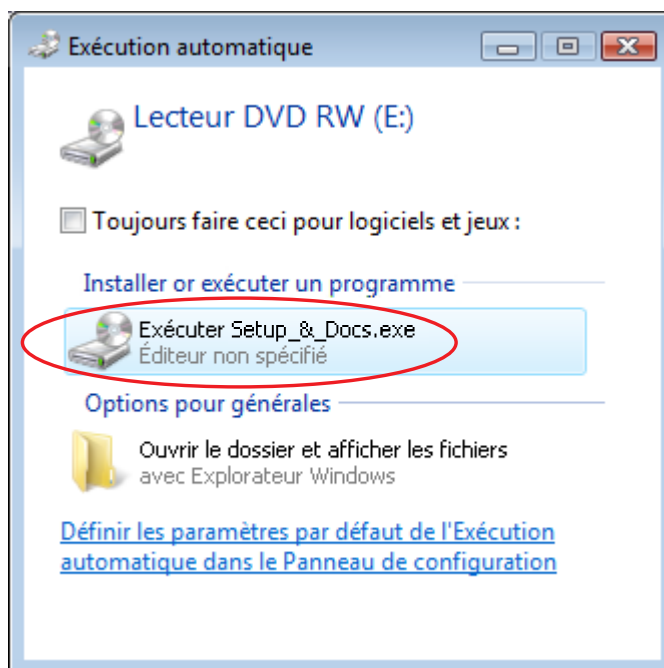 Exécution automatique
Lecteur DVD RW (E:)
Toujours faire ceci pour logiciels et jeux :
Installer or exécuter un programme
Exécuter Setup_&_Docs.exe
Éditeur non spécifié
Options pour générales
Ouvrir le dossier et afficher les fichiers
avec Explorateur Windows
Définir les paramètres par défaut de l'Exécution
automatique dans le Panneau de configuration